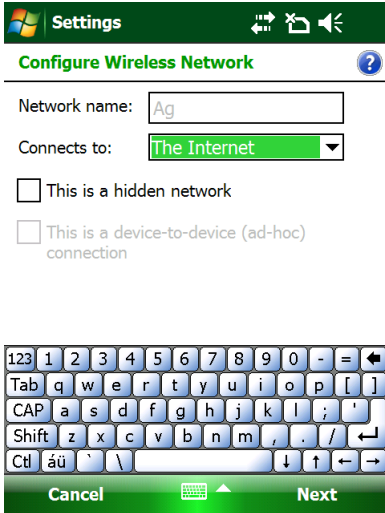 Settings
Configure Wireless Network
?
Network name: Ag
Connects to: The Internet
This is a hidden network
This is a device-to-device (ad-hoc)
connection
123 1 2 3 4 5 6 7 8 9 0 - =
Tab q w e r t y u i o p [ ]
CAP a s d f g h j k l ; '
Shift z x c v b n m , . /
Ctl áü ` \
Cancel Next